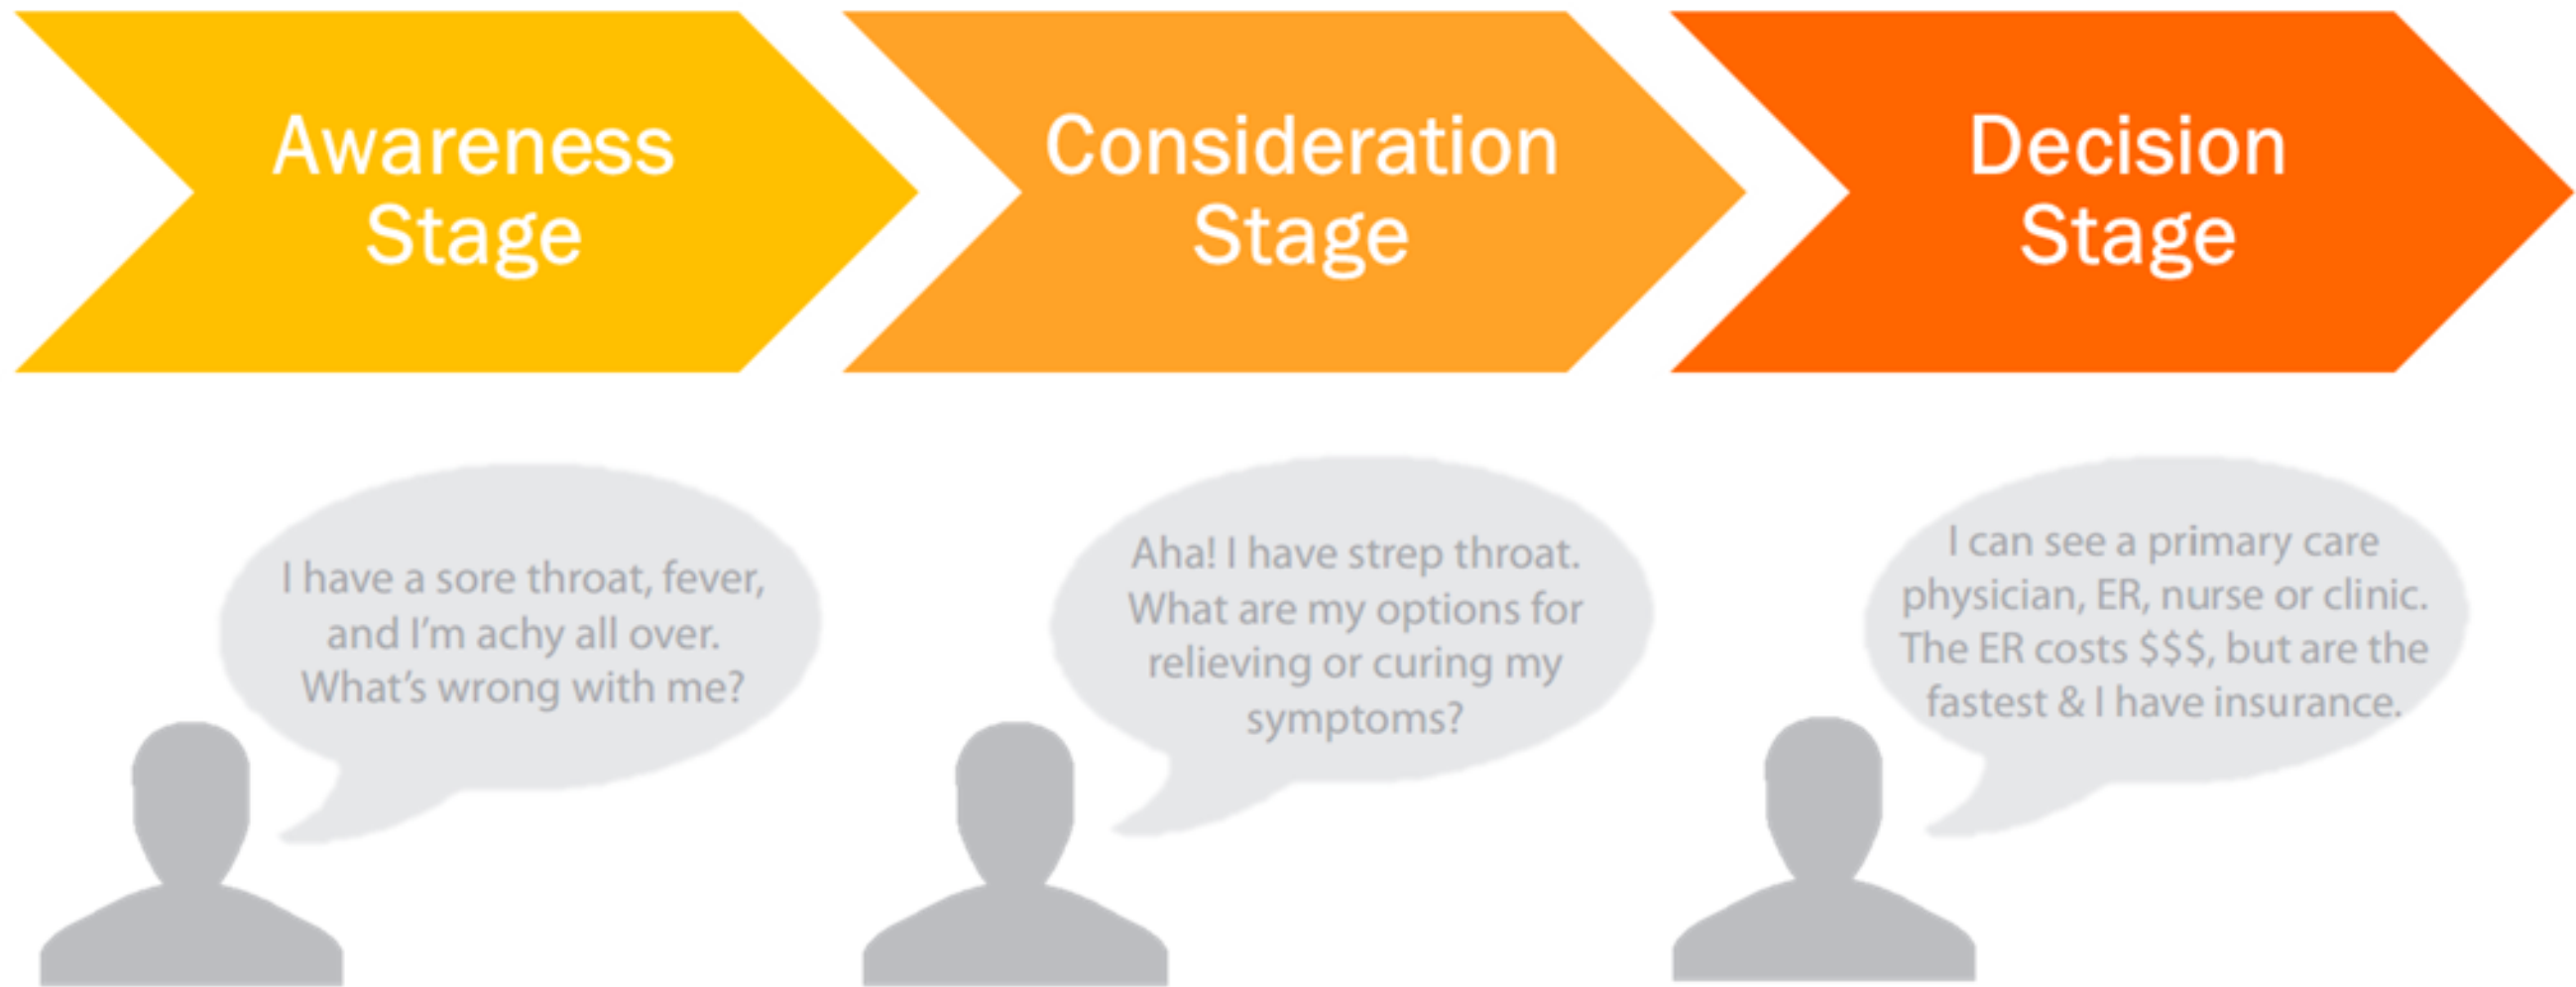 Awareness
Stage
Consideration
Stage
Decision
Stage
I have a sore throat, fever,
and I'm achy all over.
What's wrong with me?
Aha! I have strep throat.
What are my options for
relieving or curing my
symptoms?
I can see a primary care
physician, ER, nurse or clinic.
The ER costs $$$, but are the
fastest & I have insurance.